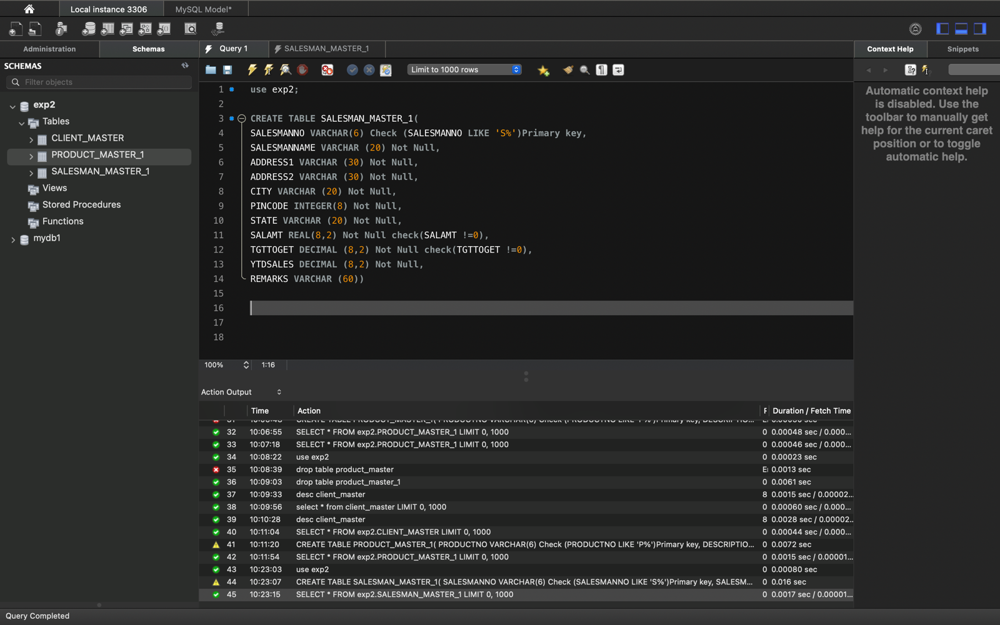 Local instance 3306
MySQL Model*
Administration
Schemas
Query 1
SALESMAN_MASTER_1
Context Help
Snippets
SCHEMAS
Filter objects
exp2
Tables
CLIENT_MASTER
PRODUCT_MASTER_1
SALESMAN_MASTER_1
Views
Stored Procedures
Functions
mydb1
Limit to 1000 rows
1 use exp2;
2
3 CREATE TABLE SALESMAN_MASTER_1(
4 SALESMANNO VARCHAR(6) Check (SALESMANNO LIKE 'S%')Primary key,
5 SALESMANNAME VARCHAR (20) Not Null,
6 ADDRESS1 VARCHAR (30) Not Null,
7 ADDRESS2 VARCHAR (30) Not Null,
8 CITY VARCHAR (20) Not Null,
9 PINCODE INTEGER(8) Not Null,
10 STATE VARCHAR (20) Not Null,
11 SALAMT REAL(8,2) Not Null check(SALAMT !=0),
12 TGTTOGET DECIMAL (8,2) Not Null check(TGTTOGET !=0),
13 YTDSALES DECIMAL (8,2) Not Null,
14 REMARKS VARCHAR (60))
15
16
17
18
Automatic context help
is disabled. Use the
toolbar to manually get
help for the current caret
position or to toggle
automatic help.
100% 1:16
Action Output
Time Action Duration / Fetch Time
32 10:06:55 SELECT * FROM exp2.PRODUCT_MASTER_1 LIMIT 0, 1000 0 0.00048 sec / 0.000...
33 10:07:18 SELECT * FROM exp2.PRODUCT_MASTER_1 LIMIT 0, 1000 0 0.00046 sec / 0.000...
34 10:08:22 use exp2 0 0.00023 sec
35 10:08:39 drop table product_master 0.0013 sec
36 10:09:03 drop table product_master_1 0 0.0061 sec
37 10:09:33 desc client_master 8 0.0015 sec / 0.00002...
38 10:09:56 select * from client_master LIMIT 0, 1000 0 0.00060 sec / 0.000...
39 10:10:28 desc client_master 8 0.0028 sec / 0.00002...
40 10:11:04 SELECT * FROM exp2.CLIENT_MASTER LIMIT 0, 1000 0 0.00044 sec / 0.000...
41 10:11:20 CREATE TABLE PRODUCT_MASTER_1( PRODUCTNO VARCHAR(6) Check (PRODUCTNO LIKE 'P%')Primary key, DESCRIPTIO... 0 0.0072 sec
42 10:11:54 SELECT * FROM exp2.PRODUCT_MASTER_1 LIMIT 0, 1000 0 0.0015 sec / 0.00001...
43 10:23:03 use exp2 0 0.00080 sec
44 10:23:07 CREATE TABLE SALESMAN_MASTER_1( SALESMANNO VARCHAR(6) Check (SALESMANNO LIKE 'S%')Primary key, SALESM... 0 0.016 sec
45 10:23:15 SELECT * FROM exp2.SALESMAN_MASTER_1 LIMIT 0, 1000 0 0.0017 sec / 0.00001...
Query Completed